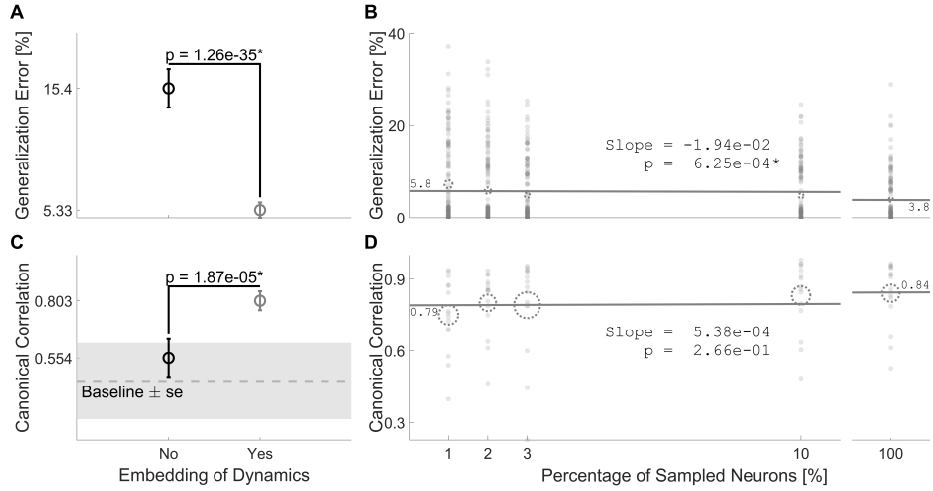 A
Generalization Error [%]
15.4
5.33
p = 1.26e-35*
B
Generalization Error [%]
40
20
0
5.8
Slope = -1.94e-02
p = 6.25e-04*
3.8
C
Canonical Correlation
0.803
0.554
p = 1.87e-05*
Baseline ± se
No
Yes
Embedding of Dynamics
D
Canonical Correlation
0.9
0.6
0.3
0.79
Slope = 5.38e-04
p = 2.66e-01
0.84
1
2
3
10
100
Percentage of Sampled Neurons [%]